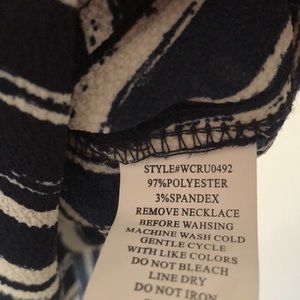 STYLE#WCRU0492
97%POLYESTER
3%SPANDEX
REMOVE NECKLACE
BEFORE WAHSING
MACHINE WASH COLD
GENTLE CYCLE
WITH LIKE COLORS
DO NOT BLEACH
LINE DRY
DO NOT IRON